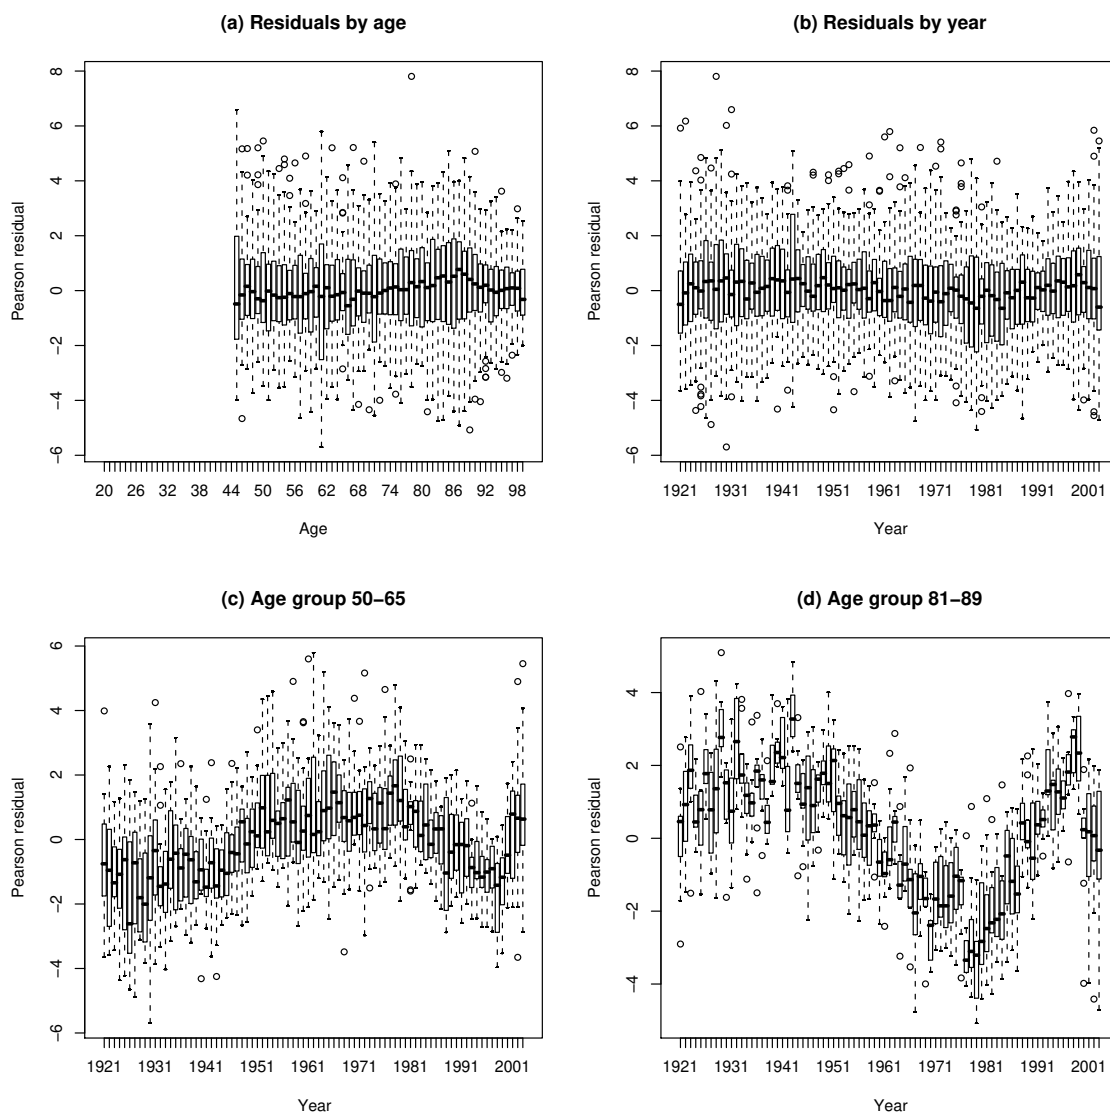 (a) Residuals by age
Pearson residual
8
6
4
2
0
−2
−4
−6
20 26 32 38 44 50 56 62 68 74 80 86 92 98
Age
(b) Residuals by year
Pearson residual
8
6
4
2
0
−2
−4
−6
1921 1931 1941 1951 1961 1971 1981 1991 2001
Year
(c) Age group 50−65
Pearson residual
6
4
2
0
−2
−4
−6
1921 1931 1941 1951 1961 1971 1981 1991 2001
Year
(d) Age group 81−89
Pearson residual
4
2
0
−2
−4
1921 1931 1941 1951 1961 1971 1981 1991 2001
Year